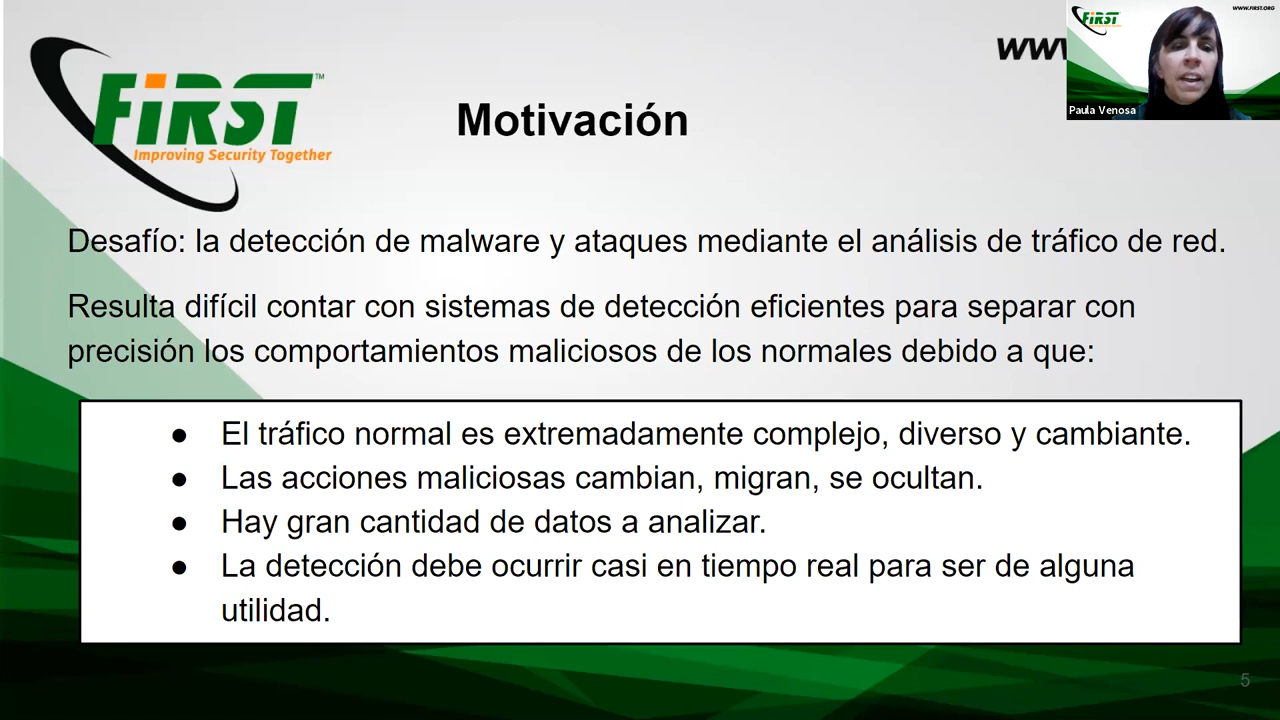 FiRST™
Improving Security Together
www
FiRST
WWW.FIRST.ORG
Paula Venosa
Motivación
Desafío: la detección de malware y ataques mediante el análisis de tráfico de red.
Resulta difícil contar con sistemas de detección eficientes para separar con
precisión los comportamientos maliciosos de los normales debido a que:
● El tráfico normal es extremadamente complejo, diverso y cambiante.
● Las acciones maliciosas cambian, migran, se ocultan.
● Hay gran cantidad de datos a analizar.
● La detección debe ocurrir casi en tiempo real para ser de alguna
utilidad.
5